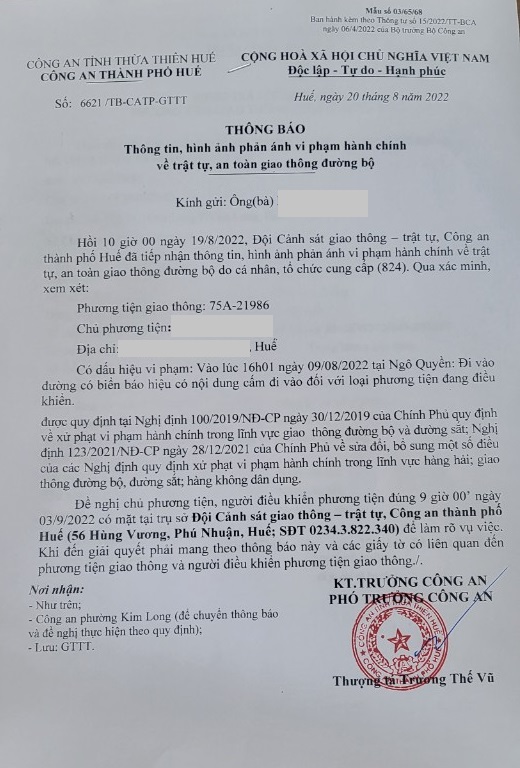 Mẫu số 03/65/68
Ban hành kèm theo Thông tư số 15/2022/TT-BCA
ngày 06/4/2022 của Bộ trưởng Bộ Công an
CÔNG AN TỈNH THỪA THIÊN HUẾ
CÔNG AN THÀNH PHỐ HUẾ
CỘNG HOÀ XÃ HỘI CHỦ NGHĨA VIỆT NAM
Độc lập - Tự do - Hạnh phúc
Số: 6621 /TB-CATP-GTTT
Huế, ngày 20 tháng 8 năm 2022
THÔNG BÁO
Thông tin, hình ảnh phản ánh vi phạm hành chính
về trật tự, an toàn giao thông đường bộ
Kính gửi: Ông(bà)
Hồi 10 giờ 00 ngày 19/8/2022, Đội Cảnh sát giao thông – trật tự, Công an
thành phố Huế đã tiếp nhận thông tin, hình ảnh phản ánh vi phạm hành chính về trật
tự, an toàn giao thông đường bộ do cá nhân, tổ chức cung cấp (824). Qua xác minh,
xem xét:
Phương tiện giao thông: 75A-21986
Chủ phương tiện:
Địa chỉ: , Huế
Có dấu hiệu vi phạm: Vào lúc 16h01 ngày 09/08/2022 tại Ngô Quyền: Đi vào
đường có biển báo hiệu có nội dung cấm đi vào đối với loại phương tiện đang điều
khiển.
được quy định tại Nghị định 100/2019/NĐ-CP ngày 30/12/2019 của Chính Phủ quy định
về xử phạt vi phạm hành chính trong lĩnh vực giao thông đường bộ và đường sắt; Nghị
định 123/2021/NĐ-CP ngày 28/12/2021 của Chính Phủ về sửa đổi, bổ sung một số điều
của các Nghị định quy định xử phạt vi phạm hành chính trong lĩnh vực hàng hải; giao
thông đường bộ, đường sắt; hàng không dân dụng.
Đề nghị chủ phương tiện, người điều khiển phương tiện đúng 9 giờ 00’ ngày
03/9/2022 có mặt tại trụ sở Đội Cảnh sát giao thông – trật tự, Công an thành phố
Huế (56 Hùng Vương, Phú Nhuận, Huế; SĐT 0234.3.822.340) để làm rõ vụ việc.
Khi đến giải quyết phải mang theo thông báo này và các giấy tờ có liên quan đến
phương tiện giao thông và người điều khiển phương tiện giao thông./.
Nơi nhận:
- Như trên;
- Công an phường Kim Long (để chuyển thông báo
và đề nghị thực hiện theo quy định);
- Lưu: GTTT.
KT.TRƯỞNG CÔNG AN
PHÓ TRƯỞNG CÔNG AN
Thượng tá Trương Thế Vũ